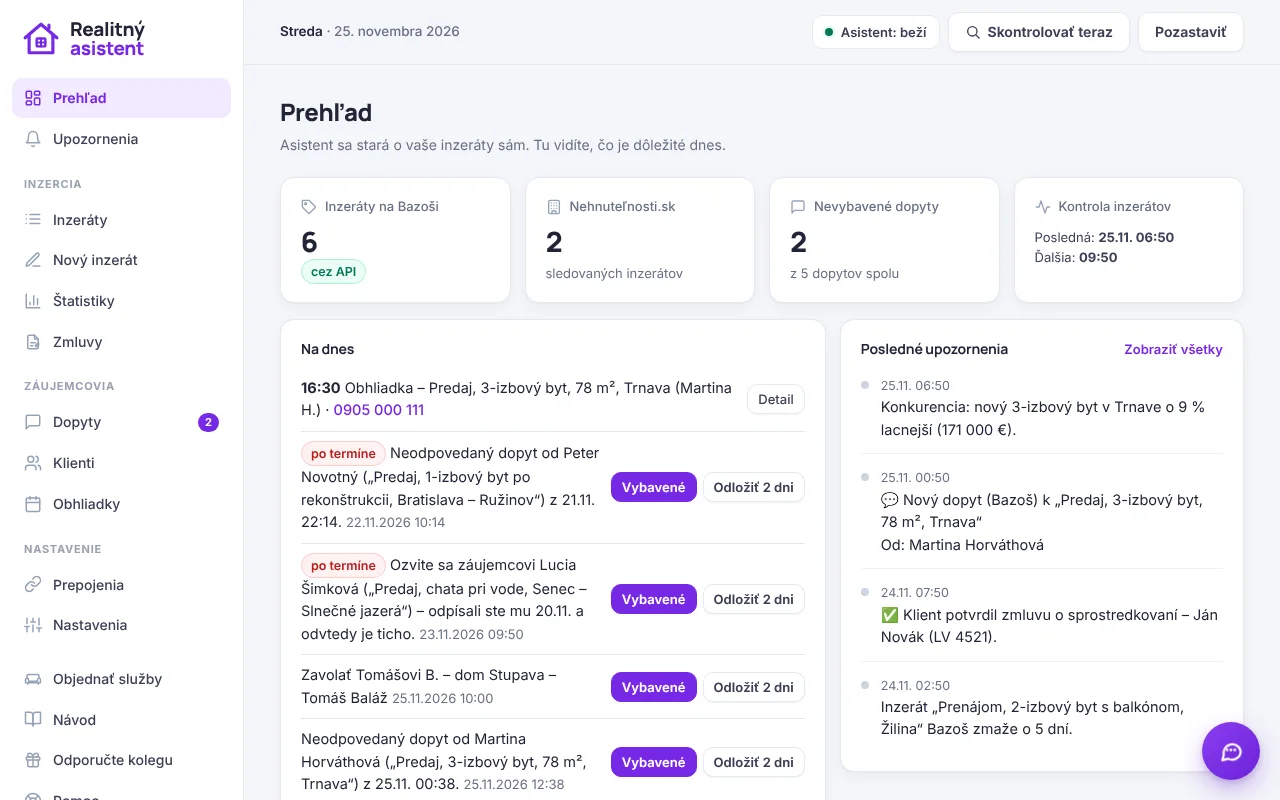 Realitný
asistent
Prehľad
Upozornenia
INZERCIA
Inzeráty
Nový inzerát
Štatistiky
Zmluvy
ZÁUJEMCOVIA
Dopyty
2
Klienti
Obhliadky
NASTAVENIE
Prepojenia
Nastavenia
Objednať služby
Návod
Odporučte kolegu
Streda · 25. novembra 2026
Asistent: beží
Skontrolovať teraz
Pozastaviť
Prehľad
Asistent sa stará o vaše inzeráty sám. Tu vidíte, čo je dôležité dnes.
Inzeráty na Bazoši
6
cez API
Nehnuteľnosti.sk
2
sledovaných inzerátov
Nevybavené dopyty
2
z 5 dopytov spolu
Kontrola inzerátov
Posledná: 25.11. 06:50
Ďalšia: 09:50
Na dnes
16:30 Obhliadka – Predaj, 3-izbový byt, 78 m², Trnava (Martina
H.) · 0905 000 111
Detail
po termíne Neodpovedaný dopyt od Peter
Novotný („Predaj, 1-izbový byt po
rekonštrukcii, Bratislava – Ružinov“) z 21.11.
22:14. 22.11.2026 10:14
Vybavené
Odložiť 2 dni
po termíne Ozvite sa záujemcovi Lucia
Šimková („Predaj, chata pri vode, Senec –
Slnečné jazerá“) – odpísali ste mu 20.11. a
odvtedy je ticho. 23.11.2026 09:50
Vybavené
Odložiť 2 dni
Zavolať Tomášovi B. – dom Stupava –
Tomáš Baláž 25.11.2026 10:00
Vybavené
Odložiť 2 dni
Neodpovedaný dopyt od Martina
Horváthová („Predaj, 3-izbový byt, 78 m²,
Trnava“) z 25.11. 00:38. 25.11.2026 12:38
Vybavené
Odložiť 2 dni
Posledné upozornenia
Zobraziť všetky
25.11. 06:50
Konkurencia: nový 3-izbový byt v Trnave o 9 %
lacnejší (171 000 €).
25.11. 00:50
💬 Nový dopyt (Bazoš) k „Predaj, 3-izbový byt,
78 m², Trnava“
Od: Martina Horváthová
24.11. 07:50
✅ Klient potvrdil zmluvu o sprostredkovaní – Ján
Novák (LV 4521).
24.11. 02:50
Inzerát „Prenájom, 2-izbový byt s balkónom,
Žilina“ Bazoš zmaže o 5 dní.